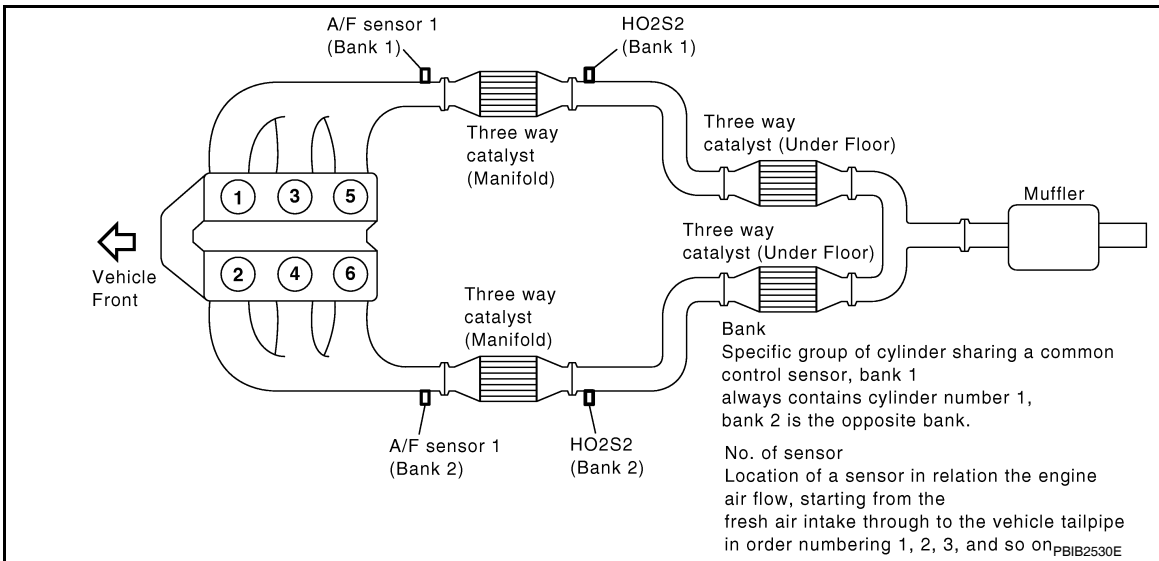 A/F sensor 1
(Bank 1)
HO2S2
(Bank 1)
Three way
catalyst
(Manifold)
Three way
catalyst (Under Floor)
Muffler
1 3 5
Vehicle
Front
2 4 6
Three way
catalyst (Under Floor)
Three way
catalyst
(Manifold)
A/F sensor 1
(Bank 2)
HO2S2
(Bank 2)
Bank
Specific group of cylinder sharing a common
control sensor, bank 1
always contains cylinder number 1,
bank 2 is the opposite bank.
No. of sensor
Location of a sensor in relation the engine
air flow, starting from the
fresh air intake through to the vehicle tailpipe
in order numbering 1, 2, 3, and so on
PBIB2530E